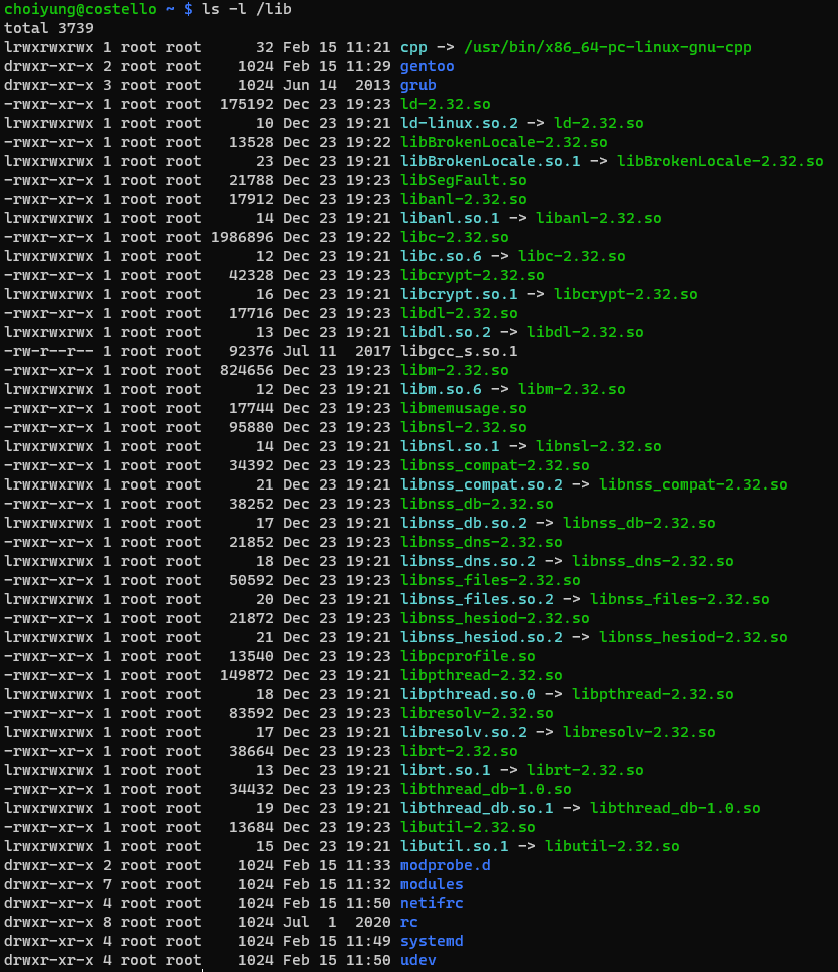 choiyung@costello ~ $ ls -l /lib
total 3739
lrwxrwxrwx 1 root root      32 Feb 15 11:21 cpp -> /usr/bin/x86_64-pc-linux-gnu-cpp
drwxr-xr-x 2 root root    1024 Feb 15 11:29 gentoo
drwxr-xr-x 3 root root    1024 Jun 14  2013 grub
-rwxr-xr-x 1 root root  175192 Dec 23 19:23 ld-2.32.so
lrwxrwxrwx 1 root root      10 Dec 23 19:21 ld-linux.so.2 -> ld-2.32.so
-rwxr-xr-x 1 root root   13528 Dec 23 19:22 libBrokenLocale-2.32.so
lrwxrwxrwx 1 root root      23 Dec 23 19:21 libBrokenLocale.so.1 -> libBrokenLocale-2.32.so
-rwxr-xr-x 1 root root   21788 Dec 23 19:23 libSegFault.so
-rwxr-xr-x 1 root root   17912 Dec 23 19:23 libanl-2.32.so
lrwxrwxrwx 1 root root      14 Dec 23 19:21 libanl.so.1 -> libanl-2.32.so
-rwxr-xr-x 1 root root 1986896 Dec 23 19:22 libc-2.32.so
lrwxrwxrwx 1 root root      12 Dec 23 19:21 libc.so.6 -> libc-2.32.so
-rwxr-xr-x 1 root root   42328 Dec 23 19:23 libcrypt-2.32.so
lrwxrwxrwx 1 root root      16 Dec 23 19:21 libcrypt.so.1 -> libcrypt-2.32.so
-rwxr-xr-x 1 root root   17716 Dec 23 19:23 libdl-2.32.so
lrwxrwxrwx 1 root root      13 Dec 23 19:21 libdl.so.2 -> libdl-2.32.so
-rw-r--r-- 1 root root   92376 Jul 11  2017 libgcc_s.so.1
-rwxr-xr-x 1 root root  824656 Dec 23 19:23 libm-2.32.so
lrwxrwxrwx 1 root root      12 Dec 23 19:21 libm.so.6 -> libm-2.32.so
-rwxr-xr-x 1 root root   17744 Dec 23 19:23 libmemusage.so
-rwxr-xr-x 1 root root   95880 Dec 23 19:23 libnsl-2.32.so
lrwxrwxrwx 1 root root      14 Dec 23 19:21 libnsl.so.1 -> libnsl-2.32.so
-rwxr-xr-x 1 root root   34392 Dec 23 19:23 libnss_compat-2.32.so
lrwxrwxrwx 1 root root      21 Dec 23 19:21 libnss_compat.so.2 -> libnss_compat-2.32.so
-rwxr-xr-x 1 root root   38252 Dec 23 19:23 libnss_db-2.32.so
lrwxrwxrwx 1 root root      17 Dec 23 19:21 libnss_db.so.2 -> libnss_db-2.32.so
-rwxr-xr-x 1 root root   21852 Dec 23 19:23 libnss_dns-2.32.so
lrwxrwxrwx 1 root root      18 Dec 23 19:21 libnss_dns.so.2 -> libnss_dns-2.32.so
-rwxr-xr-x 1 root root   50592 Dec 23 19:23 libnss_files-2.32.so
lrwxrwxrwx 1 root root      20 Dec 23 19:21 libnss_files.so.2 -> libnss_files-2.32.so
-rwxr-xr-x 1 root root   21872 Dec 23 19:23 libnss_hesiod-2.32.so
lrwxrwxrwx 1 root root      21 Dec 23 19:21 libnss_hesiod.so.2 -> libnss_hesiod-2.32.so
-rwxr-xr-x 1 root root   13540 Dec 23 19:23 libpcprofile.so
-rwxr-xr-x 1 root root  149872 Dec 23 19:23 libpthread-2.32.so
lrwxrwxrwx 1 root root      18 Dec 23 19:21 libpthread.so.0 -> libpthread-2.32.so
-rwxr-xr-x 1 root root   83592 Dec 23 19:23 libresolv-2.32.so
lrwxrwxrwx 1 root root      17 Dec 23 19:21 libresolv.so.2 -> libresolv-2.32.so
-rwxr-xr-x 1 root root   38664 Dec 23 19:23 librt-2.32.so
lrwxrwxrwx 1 root root      13 Dec 23 19:21 librt.so.1 -> librt-2.32.so
-rwxr-xr-x 1 root root   34432 Dec 23 19:23 libthread_db-1.0.so
lrwxrwxrwx 1 root root      19 Dec 23 19:21 libthread_db.so.1 -> libthread_db-1.0.so
-rwxr-xr-x 1 root root   13684 Dec 23 19:23 libutil-2.32.so
lrwxrwxrwx 1 root root      15 Dec 23 19:21 libutil.so.1 -> libutil-2.32.so
drwxr-xr-x 2 root root    1024 Feb 15 11:33 modprobe.d
drwxr-xr-x 7 root root    1024 Feb 15 11:32 modules
drwxr-xr-x 4 root root    1024 Feb 15 11:50 netifrc
drwxr-xr-x 8 root root    1024 Jul  1  2020 rc
drwxr-xr-x 4 root root    1024 Feb 15 11:49 systemd
drwxr-xr-x 4 root root    1024 Feb 15 11:50 udev